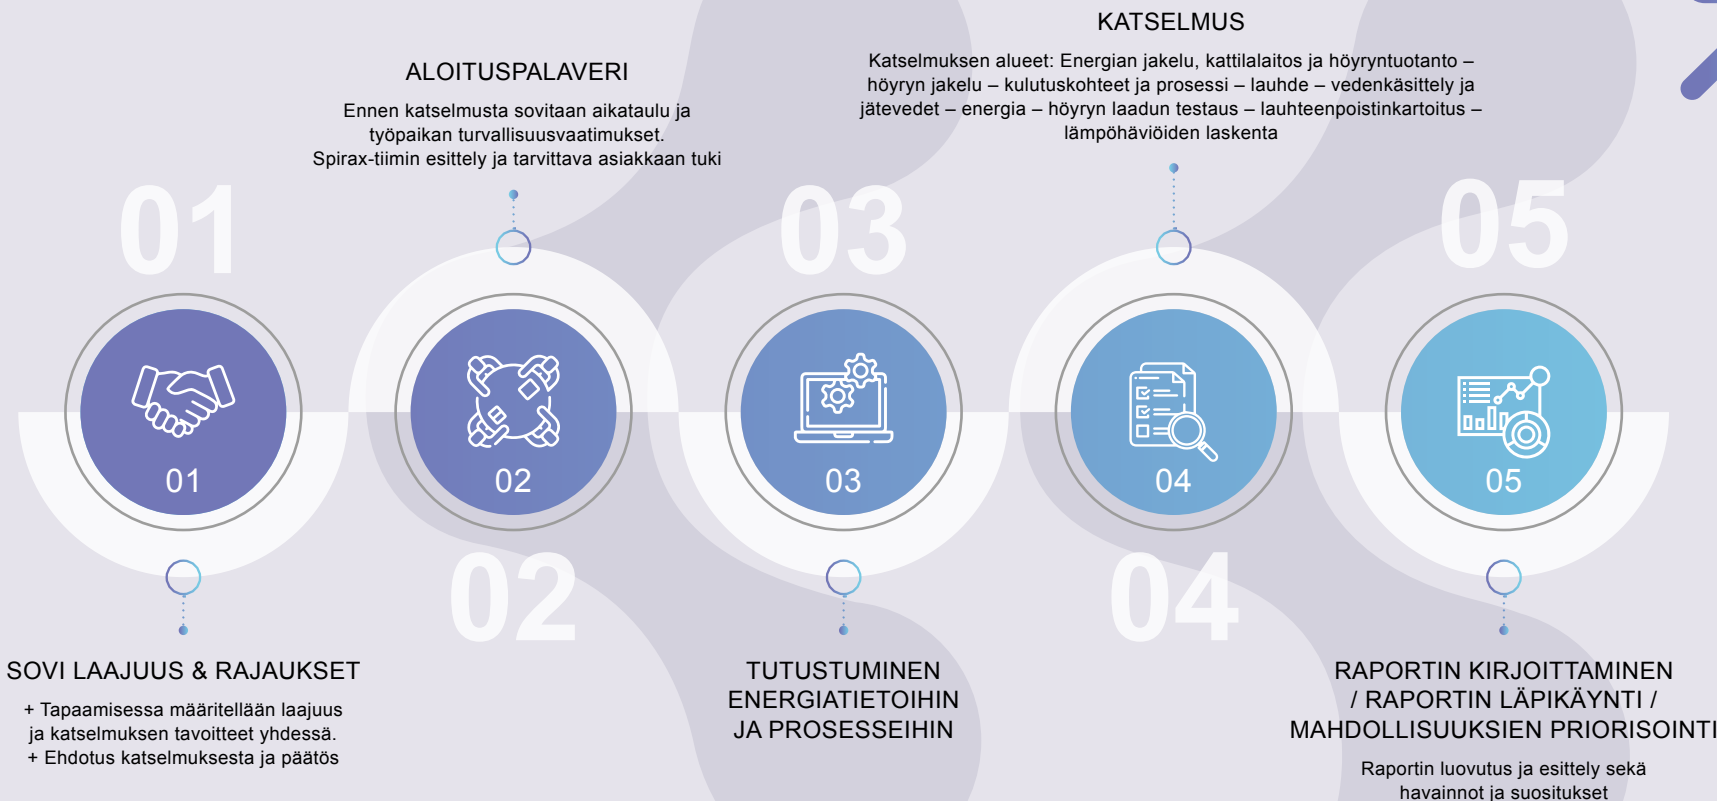 01
01
SOVI LAAJUUS & RAJAUKSET
+ Tapaamisessa määritellään laajuus
ja katselmuksen tavoitteet yhdessä.
+ Ehdotus katselmuksesta ja päätös
ALOITUSPALAVERI
Ennen katselmusta sovitaan aikataulu ja
työpaikan turvallisuusvaatimukset.
Spirax-tiimin esittely ja tarvittava asiakkaan tuki
02
02
03
03
TUTUSTUMINEN
ENERGIATIETOIHIN
JA PROSESSEIHIN
KATSELMUS
Katselmuksen alueet: Energian jakelu, kattilalaitos ja höyryntuotanto –
höyryn jakelu – kulutuskohteet ja prosessi – lauhde – vedenkäsittely ja
jätevedet – energia – höyryn laadun testaus – lauhteenpoistinkartoitus –
lämpöhäviöiden laskenta
04
04
05
05
RAPORTIN KIRJOITTAMINEN
/ RAPORTIN LÄPIKÄYNTI /
MAHDOLLISUUKSIEN PRIORISOINTI
Raportin luovutus ja esittely sekä
havainnot ja suositukset